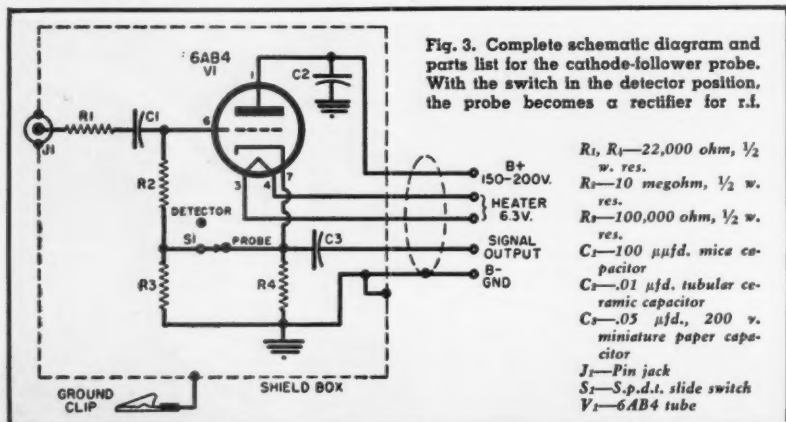 6AB4
V1
1
C2
J1
R1
C1
6
R2
3
4
7
DETECTOR
S1
PROBE
C3
R3
R4
GROUND
CLIP
SHIELD BOX
B+
150-200V.
HEATER
6.3V.
SIGNAL
OUTPUT
B-
GND
Fig. 3. Complete schematic diagram and
parts list for the cathode-follower probe.
With the switch in the detector position,
the probe becomes a rectifier for r.f.
R1, R4—22,000 ohm, ½
w. res.
R2—10 megohm, ½ w.
res.
R3—100,000 ohm, ½ w.
res.
C1—100 μμfd. mica ca-
pacitor
C2—.01 μfd. tubular ce-
ramic capacitor
C3—.05 μfd., 200 v.
miniature paper capa-
citor
J1—Pin jack
S1—S.p.d.t. slide switch
V1—6AB4 tube